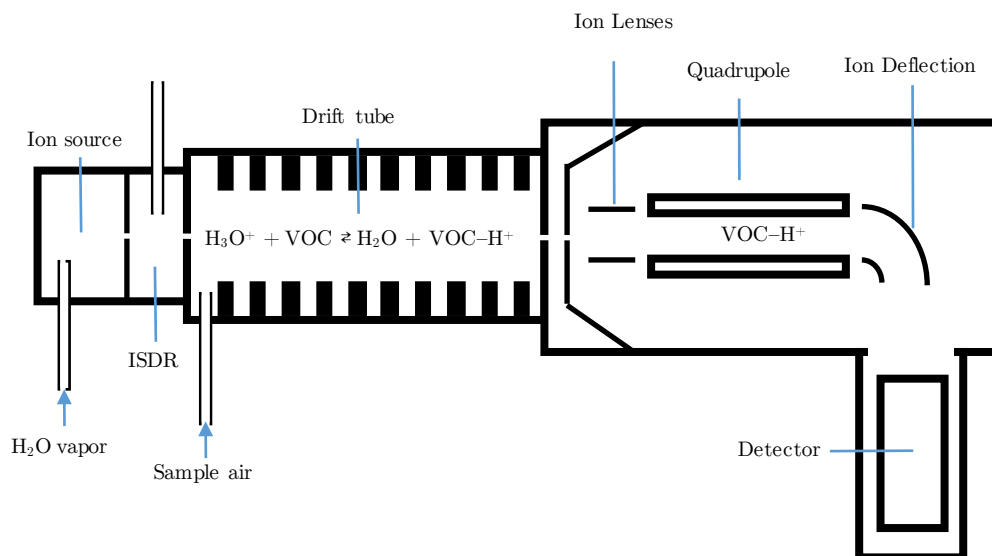 Ion Lenses
Quadrupole
Ion Deflection
Drift tube
Ion source
H₃O⁺ + VOC ⇄ H₂O + VOC–H⁺
VOC–H⁺
ISDR
H₂O vapor
Sample air
Detector